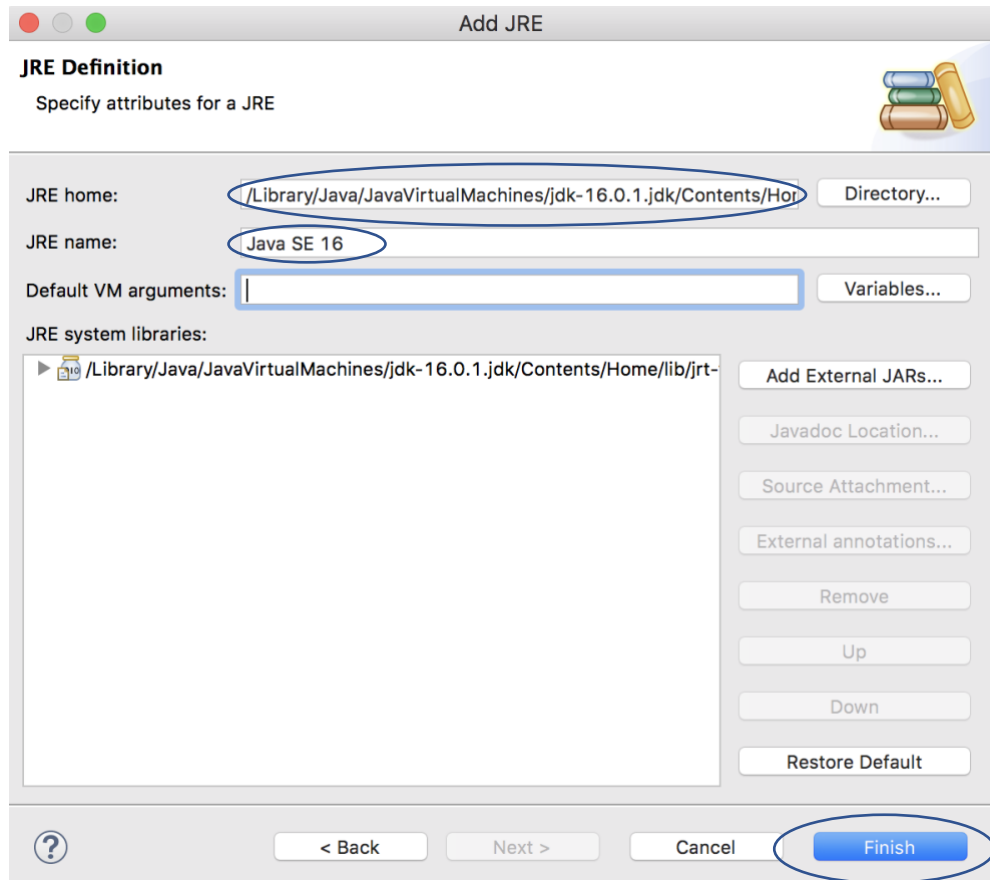 Add JRE
JRE Definition
Specify attributes for a JRE
JRE home: /Library/Java/JavaVirtualMachines/jdk-16.0.1.jdk/Contents/Hor Directory...
JRE name: Java SE 16
Default VM arguments: Variables...
JRE system libraries:
/Library/Java/JavaVirtualMachines/jdk-16.0.1.jdk/Contents/Home/lib/jrt-
Add External JARs...
Javadoc Location...
Source Attachment...
External annotations...
Remove
Up
Down
Restore Default
? < Back Next > Cancel Finish